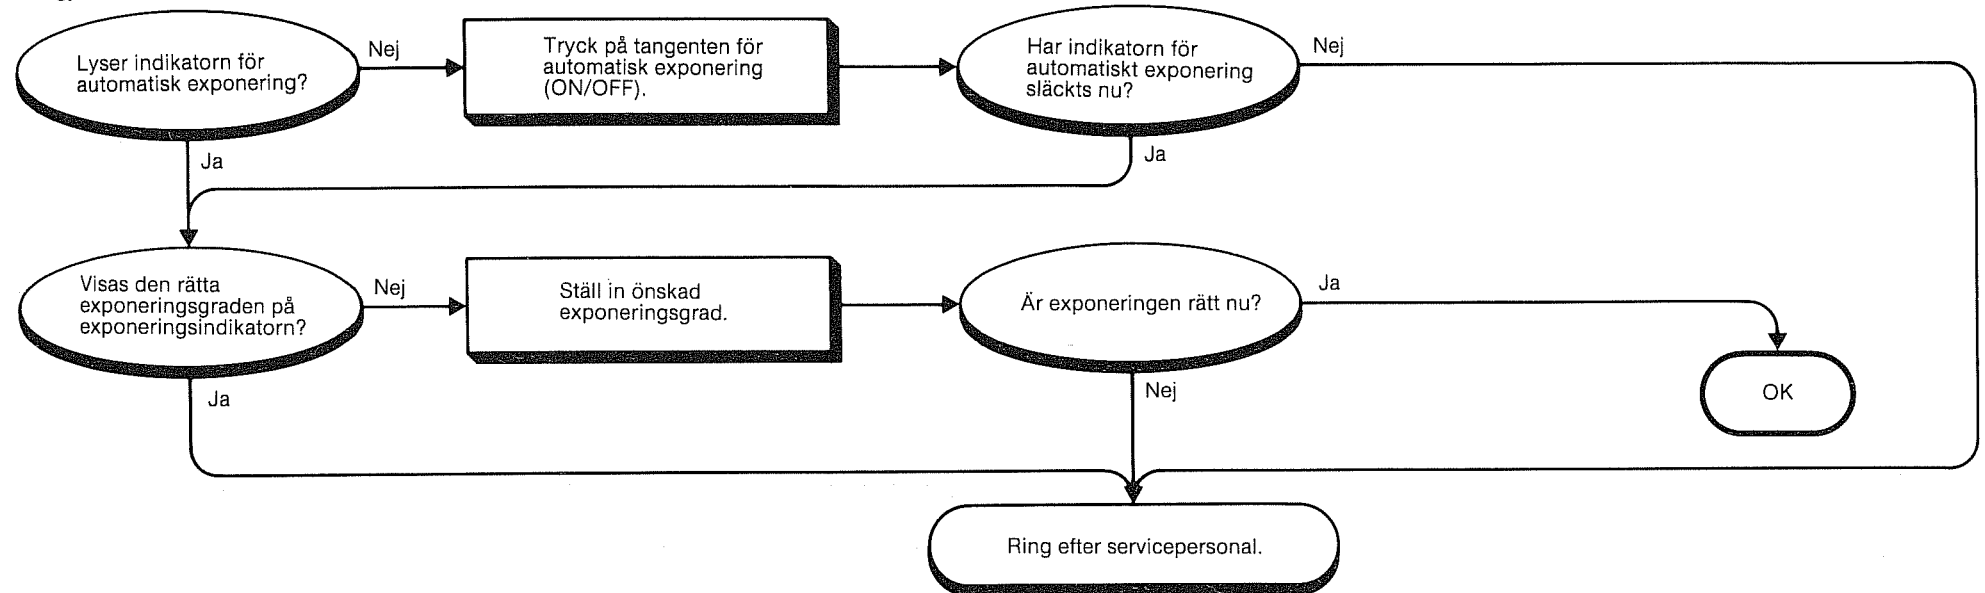 Lyser indikatorn för
automatisk exponering?
Nej
Tryck på tangenten för
automatisk exponering
(ON/OFF).
Har indikatorn för
automatiskt exponering
släckts nu?
Nej
Ja
Ja
Visas den rätta
exponeringsgraden på
exponeringsindikatorn?
Nej
Ställ in önskad
exponeringsgrad.
Är exponeringen rätt nu?
Ja
Ja
Nej
OK
Ring efter servicepersonal.